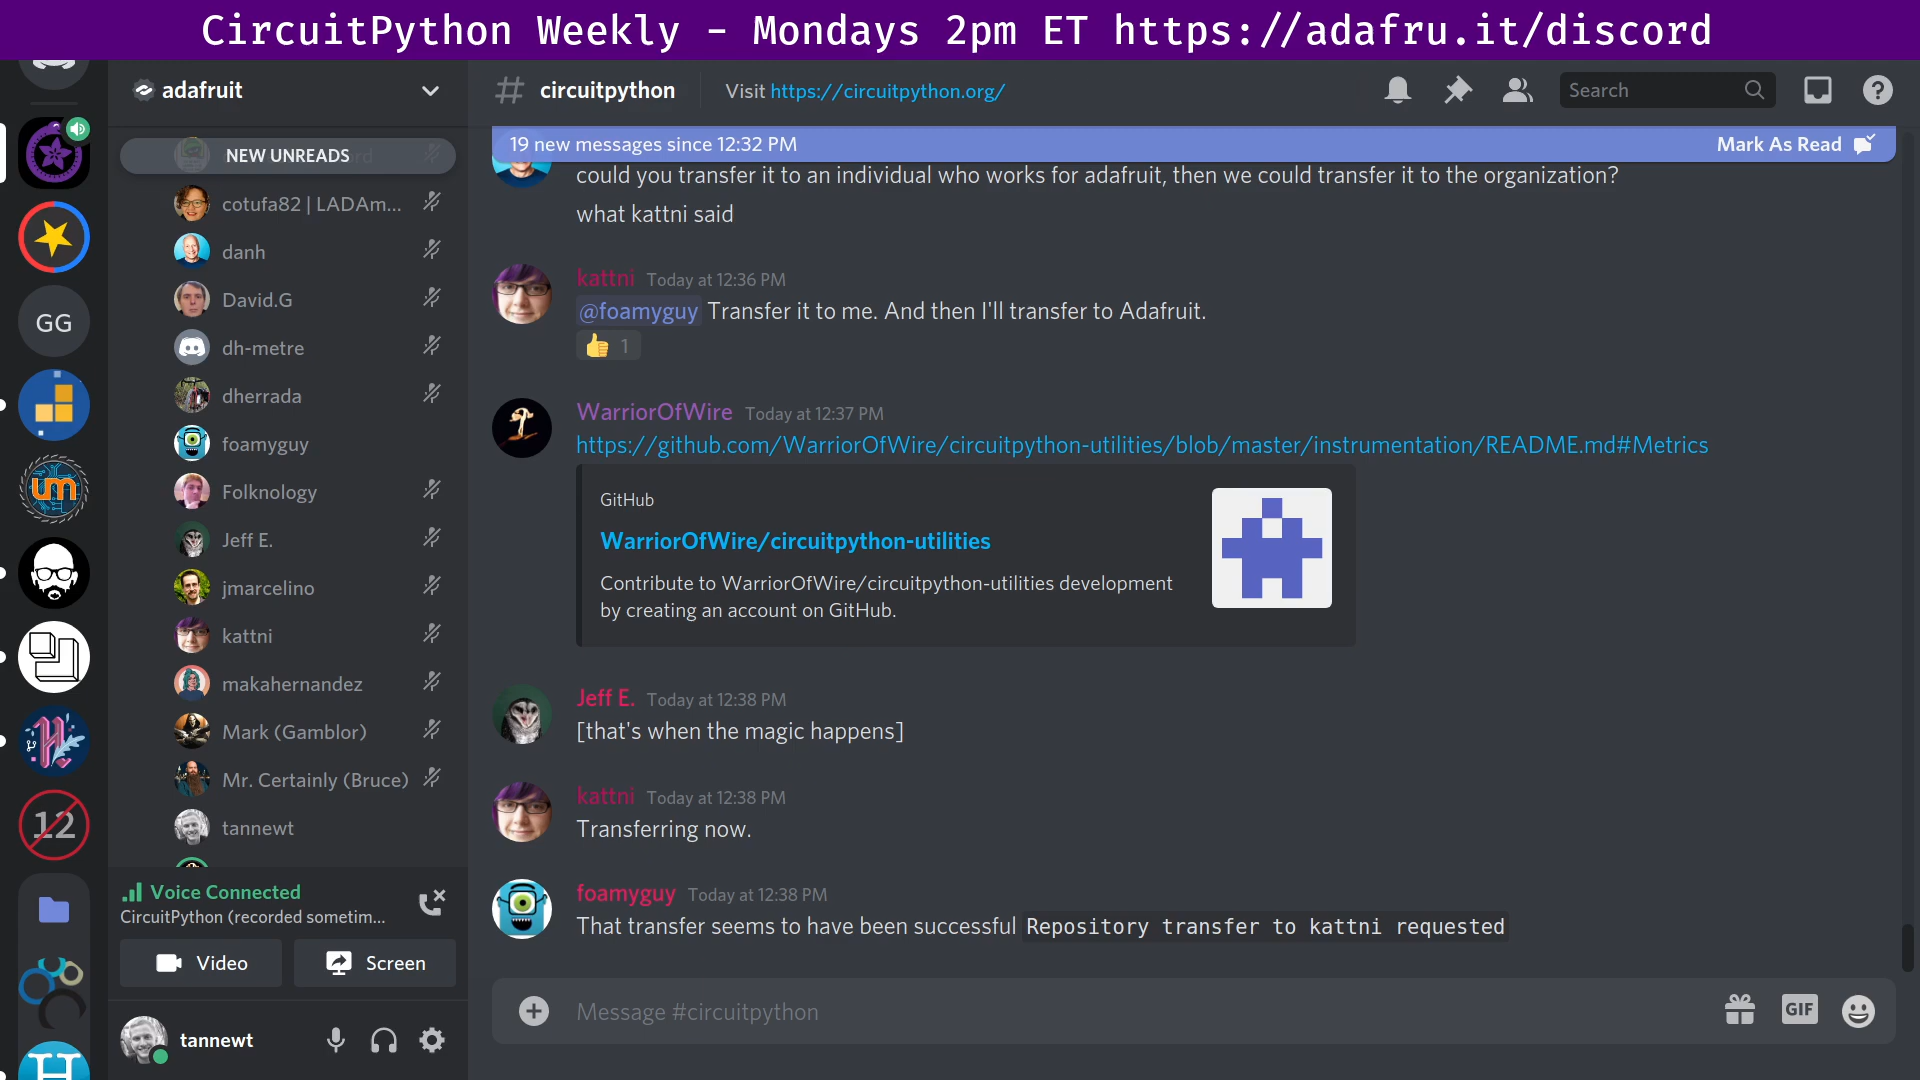 CircuitPython Weekly – Mondays 2pm ET https://adafru.it/discord
adafruit
circuitpython
Visit https://circuitpython.org/
Search
NEW UNREADS
19 new messages since 12:32 PM
Mark As Read
cotufa82 | LADAm...
danh
David.G
dh-metre
dherrada
foamyguy
Folknology
Jeff E.
jmarcelino
kattni
makahernandez
Mark (Gamblor)
Mr. Certainly (Bruce)
tannewt
GG
um
12
Voice Connected
CircuitPython (recorded sometim...
Video
Screen
tannewt
could you transfer it to an individual who works for adafruit, then we could transfer it to the organization?
what kattni said
kattni Today at 12:36 PM
@foamyguy Transfer it to me. And then I'll transfer to Adafruit.
1
WarriorOfWire Today at 12:37 PM
https://github.com/WarriorOfWire/circuitpython-utilities/blob/master/instrumentation/README.md#Metrics
GitHub
WarriorOfWire/circuitpython-utilities
Contribute to WarriorOfWire/circuitpython-utilities development
by creating an account on GitHub.
Jeff E. Today at 12:38 PM
[that's when the magic happens]
kattni Today at 12:38 PM
Transferring now.
foamyguy Today at 12:38 PM
That transfer seems to have been successful Repository transfer to kattni requested
Message #circuitpython
GIF